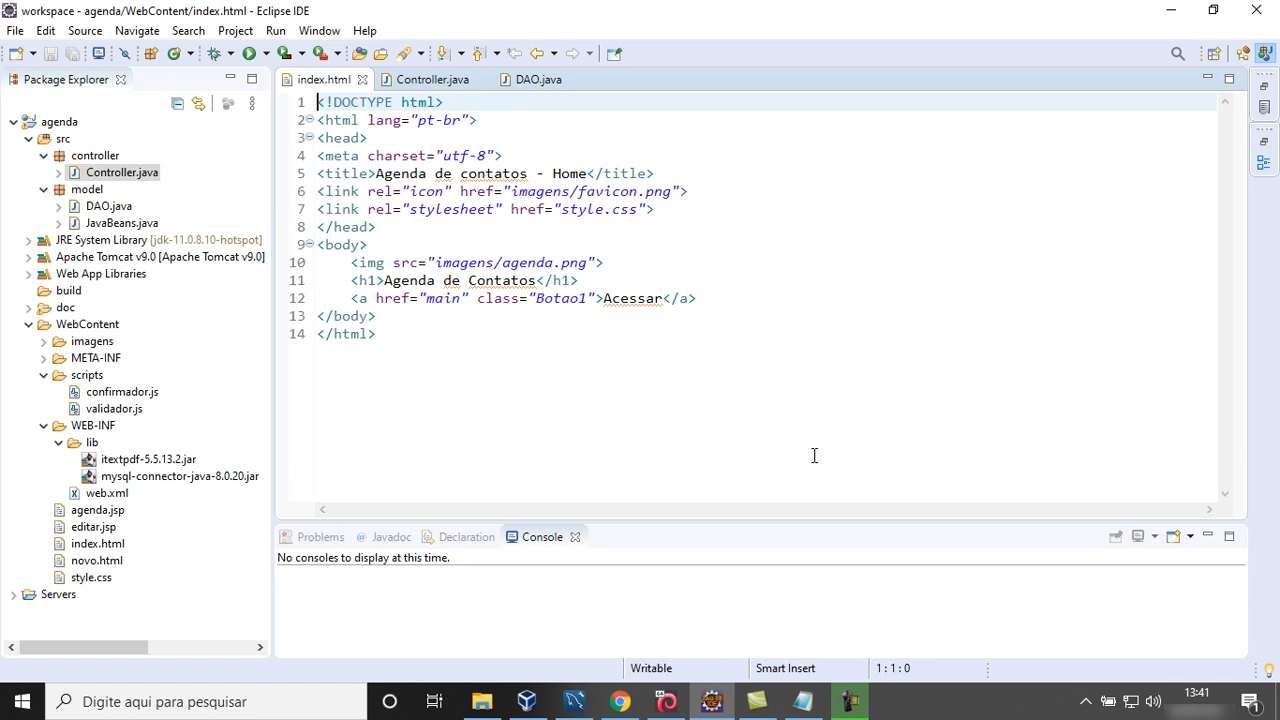 workspace - agenda/WebContent/index.html - Eclipse IDE
File Edit Source Navigate Search Project Run Window Help
Package Explorer
index.html Controller.java DAO.java
agenda
src
controller
Controller.java
model
DAO.java
JavaBeans.java
JRE System Library [jdk-11.0.8.10-hotspot]
Apache Tomcat v9.0 [Apache Tomcat v9.0]
Web App Libraries
build
doc
WebContent
imagens
META-INF
scripts
confirmador.js
validador.js
WEB-INF
lib
itextpdf-5.5.13.2.jar
mysql-connector-java-8.0.20.jar
web.xml
agenda.jsp
editar.jsp
index.html
novo.html
style.css
Servers
1 <!DOCTYPE html>
2 <html lang="pt-br">
3 <head>
4 <meta charset="utf-8">
5 <title>Agenda de contatos - Home</title>
6 <link rel="icon" href="imagens/favicon.png">
7 <link rel="stylesheet" href="style.css">
8 </head>
9 <body>
10 <img src="imagens/agenda.png">
11 <h1>Agenda de Contatos</h1>
12 <a href="main" class="Botao1">Acessar</a>
13 </body>
14 </html>
Problems @ Javadoc Declaration Console
No consoles to display at this time.
Writable Smart Insert 1 : 1 : 0
Digite aqui para pesquisar
13:41
1